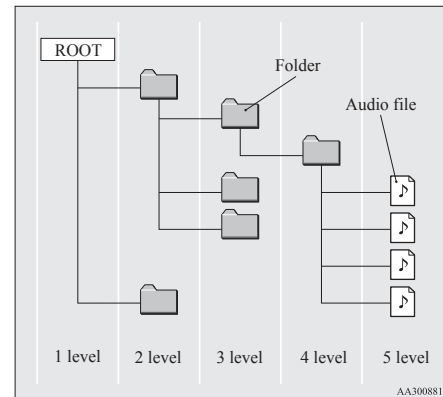 ROOT
Folder
Audio file
1 level 2 level 3 level 4 level 5 level
AA300881